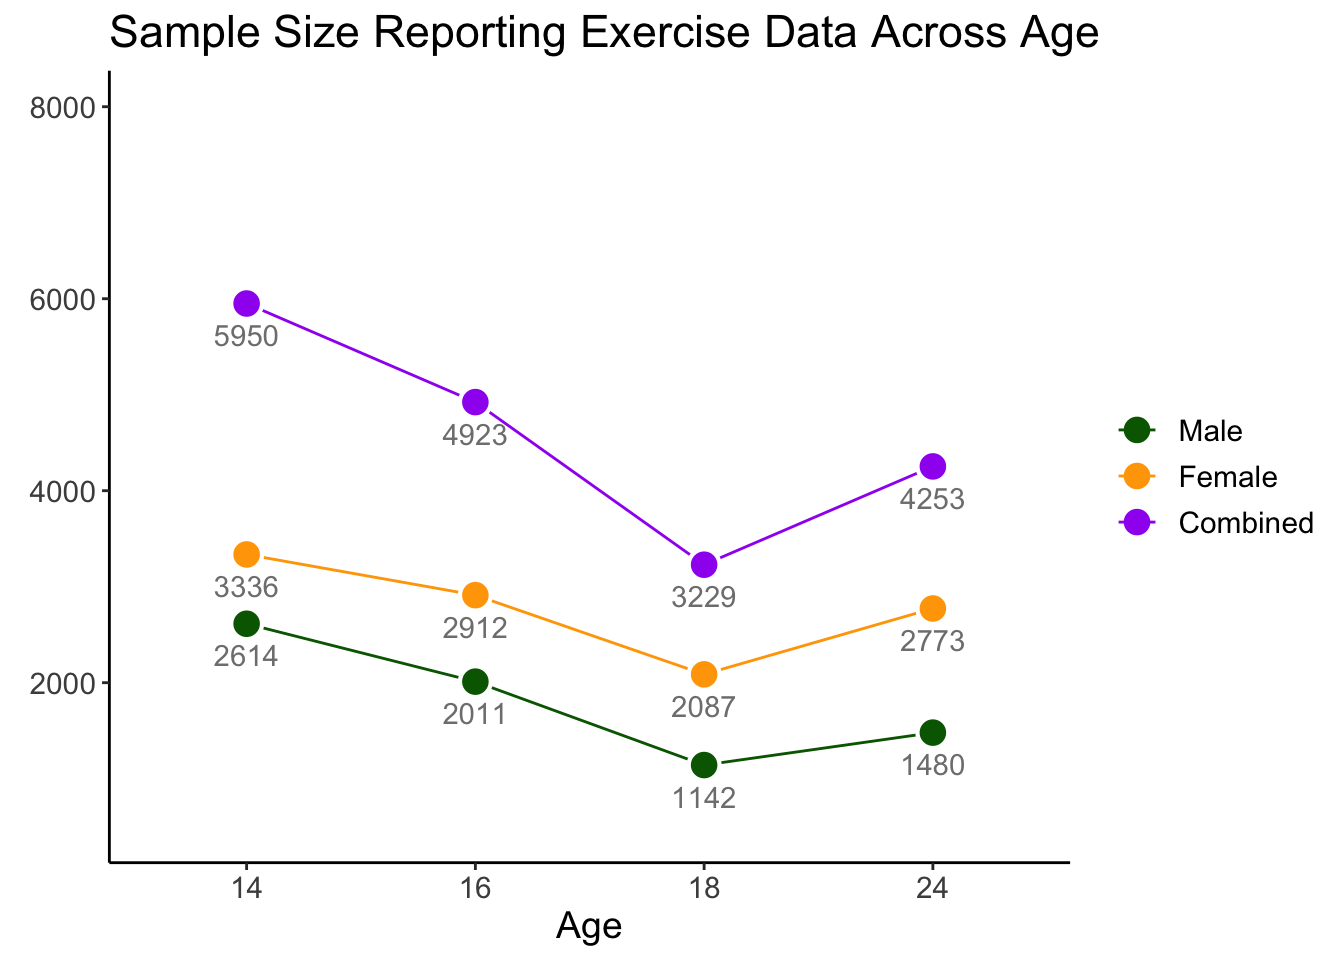 Sample Size Reporting Exercise Data Across Age
8000
6000
4000
2000
5950
4923
3229
4253
3336
2912
2087
2773
2614
2011
1142
1480
14 16 18 24
Age
Male
Female
Combined